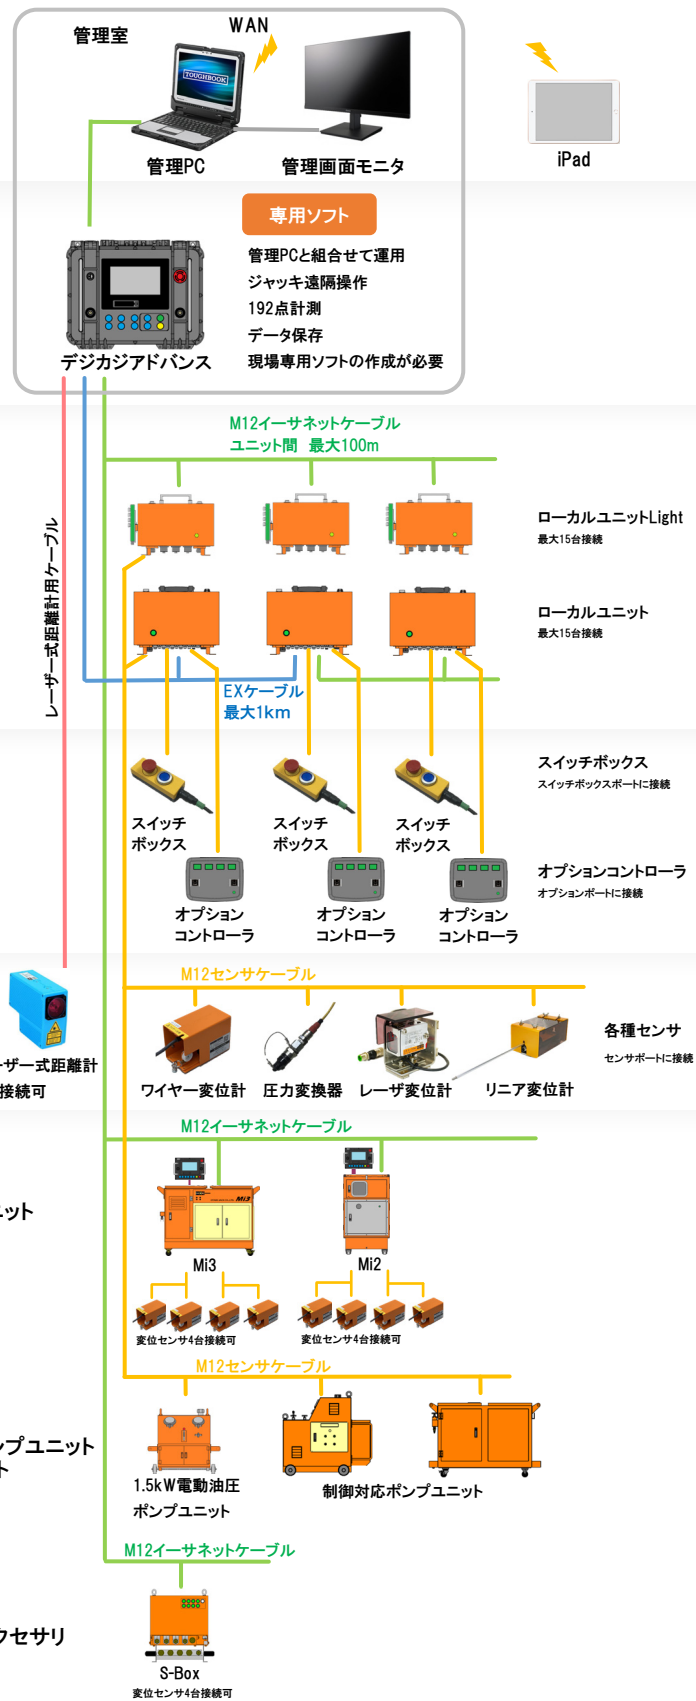 管理室
WAN
TOUGHBOOK
管理PC
管理画面モニタ
iPad
専用ソフト
管理PCと組合せて運用
ジャッキ遠隔操作
192点計測
データ保存
現場専用ソフトの作成が必要
デジカジアドバンス
M12イーサネットケーブル
ユニット間 最大100m
レーザー式距離計用ケーブル
ローカルユニットLight
最大15台接続
ローカルユニット
最大15台接続
EXケーブル
最大1km
スイッチボックス
スイッチボックスポートに接続
スイッチ
ボックス
スイッチ
ボックス
スイッチ
ボックス
オプションコントローラ
オプションポートに接続
オプション
コントローラ
オプション
コントローラ
オプション
コントローラ
M12センサケーブル
各種センサ
センサポートに接続
ーザー式距離計
接続可
ワイヤー変位計
圧力変換器
レーザ変位計
リニア変位計
M12イーサネットケーブル
ニット
Mi3
Mi3
Mi2
変位センサ4台接続可
変位センサ4台接続可
M12センサケーブル
ンプユニット
ト
1.5kW電動油圧
ポンプユニット
制御対応ポンプユニット
M12イーサネットケーブル
クセサリ
S-Box
変位センサ4台接続可